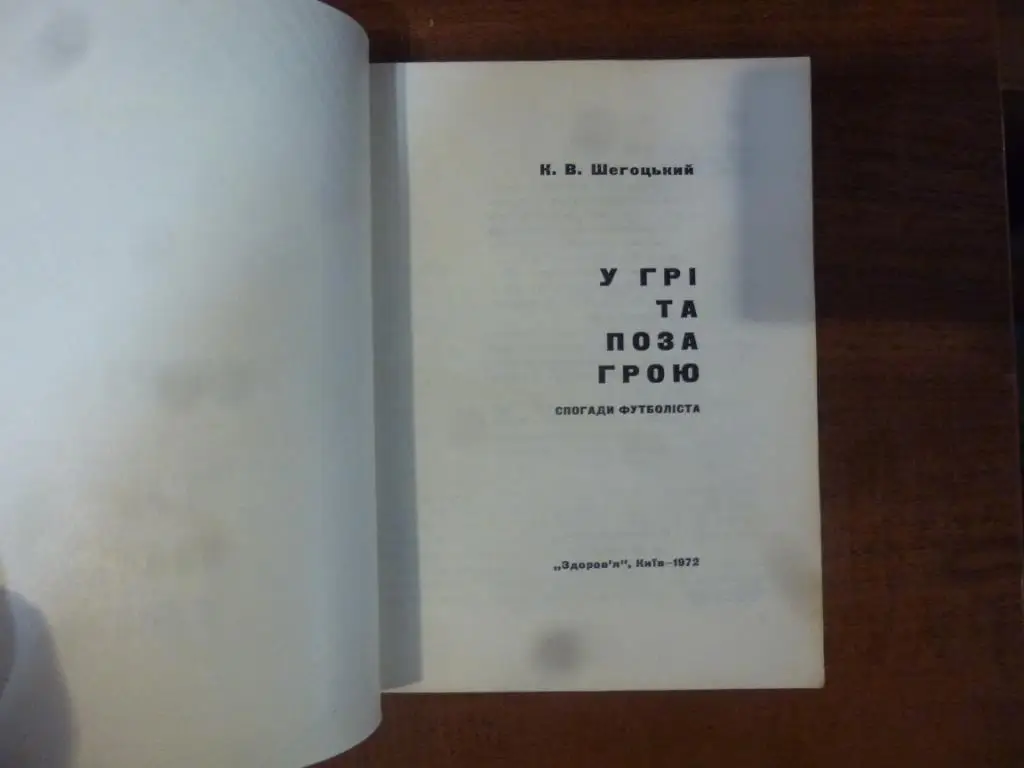 К. В. Шегоцький
У ГРІ
ТА
ПОЗА
ГРОЮ
СПОГАДИ ФУТБОЛІСТА
„Здоров'я", Київ—1972